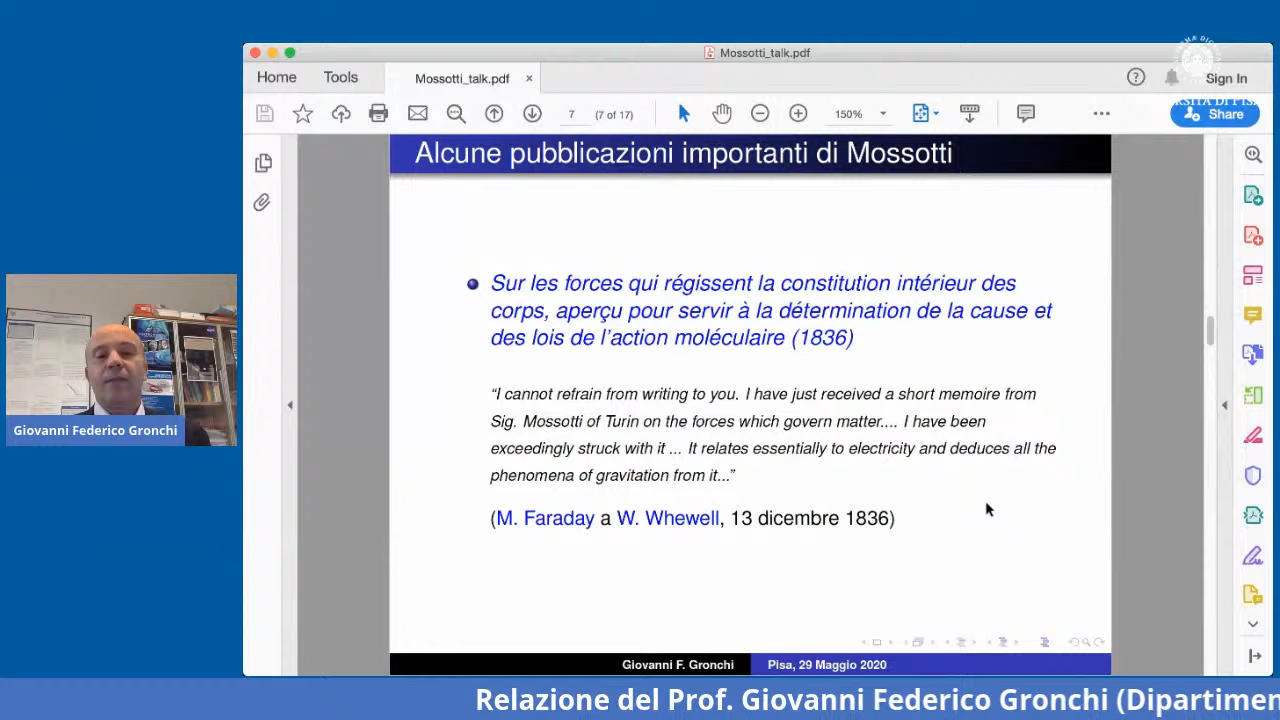 Mossotti_talk.pdf
Home Tools Mossotti_talk.pdf × Sign In
7 (7 of 17) 150% Share
Alcune pubblicazioni importanti di Mossotti
Sur les forces qui régissent la constitution intérieur des
corps, aperçu pour servir à la détermination de la cause et
des lois de l'action moléculaire (1836)
“I cannot refrain from writing to you. I have just received a short memoire from
Sig. Mossotti of Turin on the forces which govern matter.... I have been
exceedingly struck with it ... It relates essentially to electricity and deduces all the
phenomena of gravitation from it...”
(M. Faraday a W. Whewell, 13 dicembre 1836)
Giovanni Federico Gronchi
Giovanni F. Gronchi Pisa, 29 Maggio 2020
Relazione del Prof. Giovanni Federico Gronchi (Dipartimen